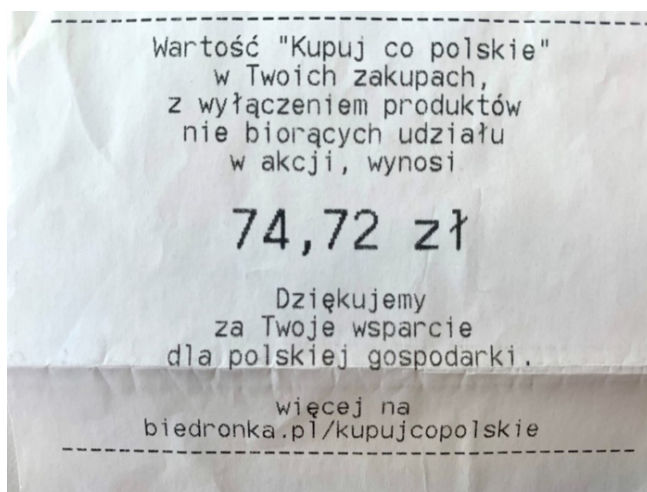 Wartość "Kupuj co polskie"
w Twoich zakupach,
z wyłączeniem produktów
nie biorących udziału
w akcji, wynosi
74,72 zł
Dziękujemy
za Twoje wsparcie
dla polskiej gospodarki.
więcej na
biedronka.pl/kupujcopolskie